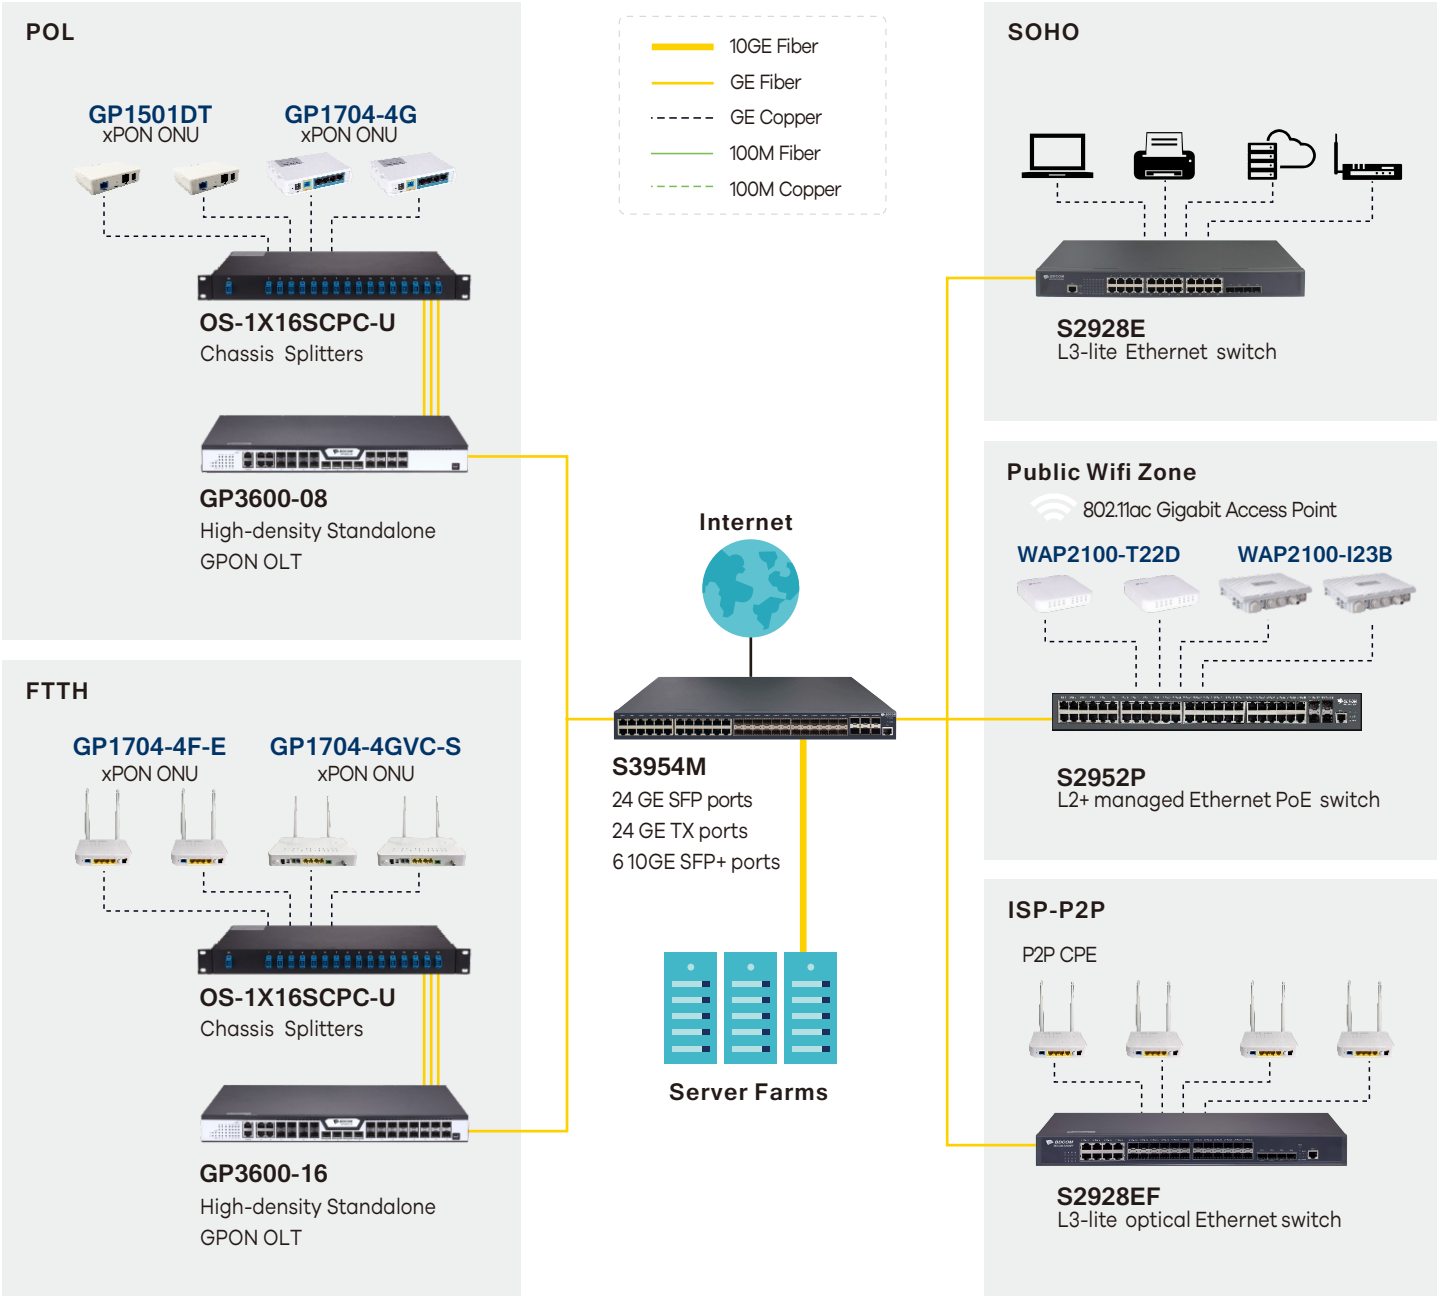 POL
GP1501DT
xPON ONU
GP1704-4G
xPON ONU
OS-1X16SCPC-U
Chassis Splitters
GP3600-08
High-density Standalone
GPON OLT
FTTH
GP1704-4F-E
xPON ONU
GP1704-4GVC-S
xPON ONU
OS-1X16SCPC-U
Chassis Splitters
GP3600-16
High-density Standalone
GPON OLT
10GE Fiber
GE Fiber
GE Copper
100M Fiber
100M Copper
Internet
S3954M
24 GE SFP ports
24 GE TX ports
6 10GE SFP+ ports
Server Farms
SOHO
S2928E
L3-lite Ethernet switch
Public Wifi Zone
802.11ac Gigabit Access Point
WAP2100-T22D
WAP2100-I23B
S2952P
L2+ managed Ethernet PoE switch
ISP-P2P
P2P CPE
BDCOM
S2928EF
L3-lite optical Ethernet switch